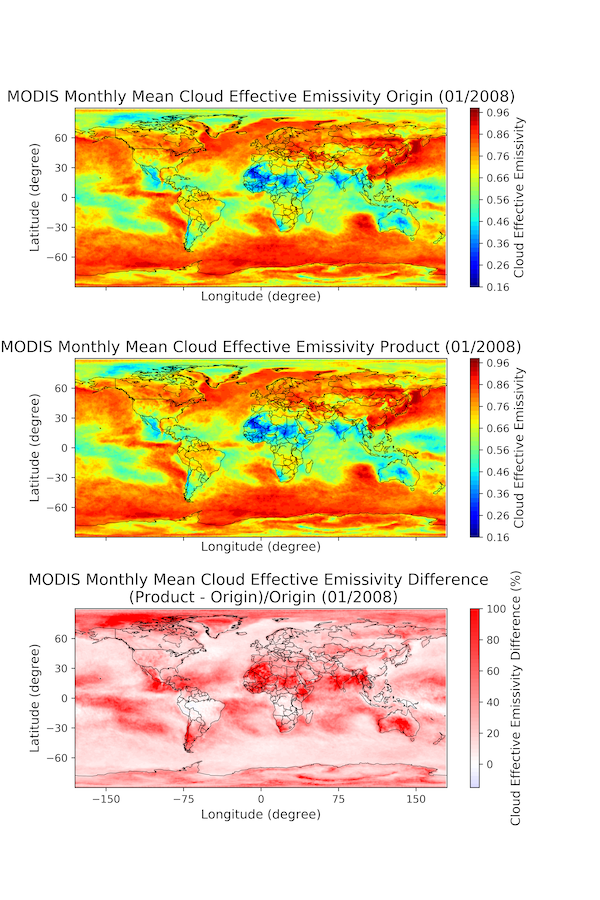 MODIS Monthly Mean Cloud Effective Emissivity Origin (01/2008)
60
30
0
−30
−60
Latitude (degree)
Longitude (degree)
0.96
0.86
0.76
0.66
0.56
0.46
0.36
0.26
0.16
Cloud Effective Emissivity
MODIS Monthly Mean Cloud Effective Emissivity Product (01/2008)
60
30
0
−30
−60
Latitude (degree)
Longitude (degree)
0.96
0.86
0.76
0.66
0.56
0.46
0.36
0.26
0.16
Cloud Effective Emissivity
MODIS Monthly Mean Cloud Effective Emissivity Difference
(Product - Origin)/Origin (01/2008)
60
30
0
−30
−60
Latitude (degree)
−150 −75 0 75 150
Longitude (degree)
100
80
60
40
20
0
Cloud Effective Emissivity Difference (%)